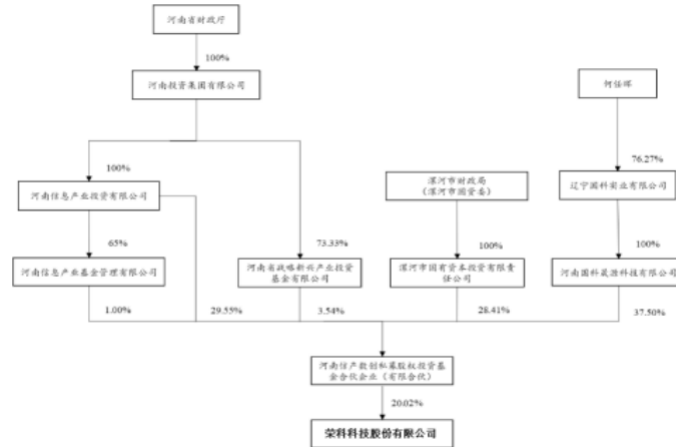 河南省财政厅
100%
河南投资集团有限公司
何任晖
76.27%
100%
漯河市财政局
（漯河市国资委）
河南信息产业投资有限公司
辽宁国科实业有限公司
65%
73.33%
100%
100%
河南信息产业基金管理有限公司
河南省战略新兴产业投资
基金有限公司
漯河市国有资本投资有限责
任公司
河南国科晟源科技有限公司
1.00%
29.55%
3.54%
28.41%
37.50%
河南信产数创私募股权投资基
金合伙企业（有限合伙）
20.02%
荣科科技股份有限公司